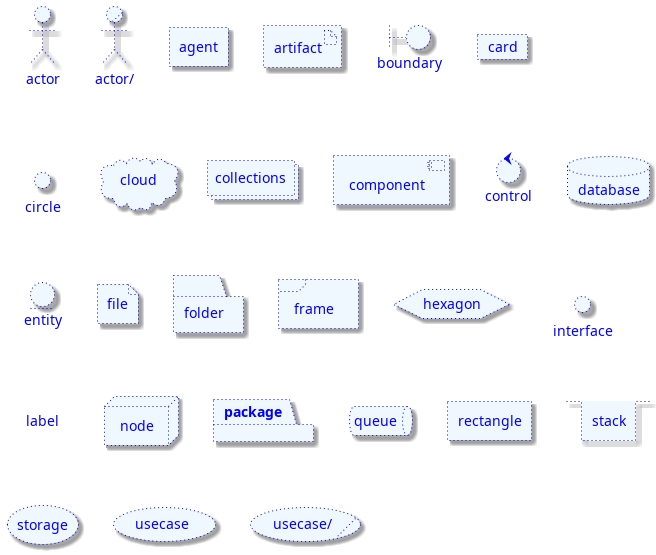 actor
actor/
agent
artifact
boundary
card
circle
cloud
collections
component
control
database
entity
file
folder
frame
hexagon
interface
label
node
package
queue
rectangle
stack
storage
usecase
usecase/